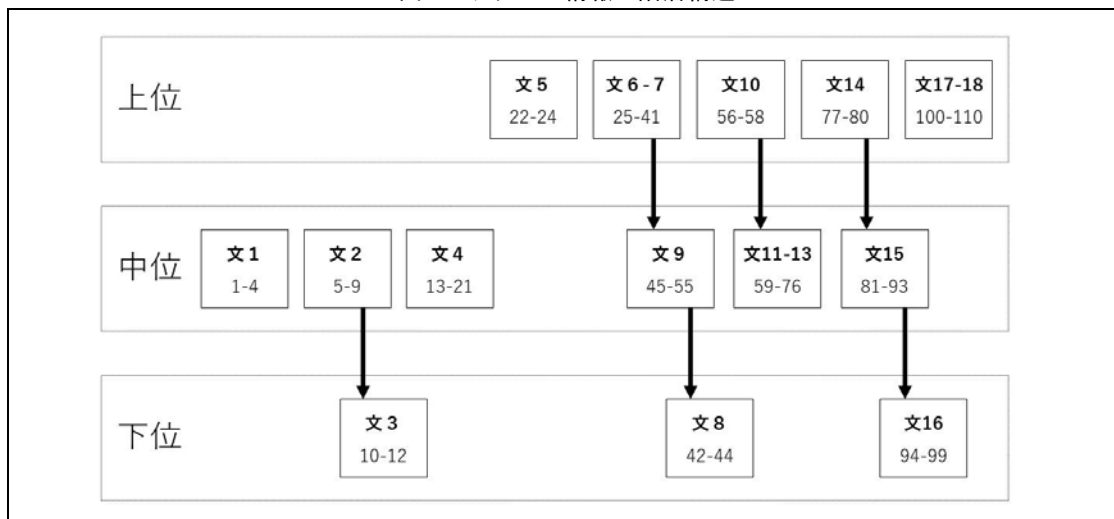 上位
文5
22-24
文6-7
25-41
文10
56-58
文14
77-80
文17-18
100-110
中位
文1
1-4
文2
5-9
文4
13-21
文9
45-55
文11-13
59-76
文15
81-93
下位
文3
10-12
文8
42-44
文16
94-99